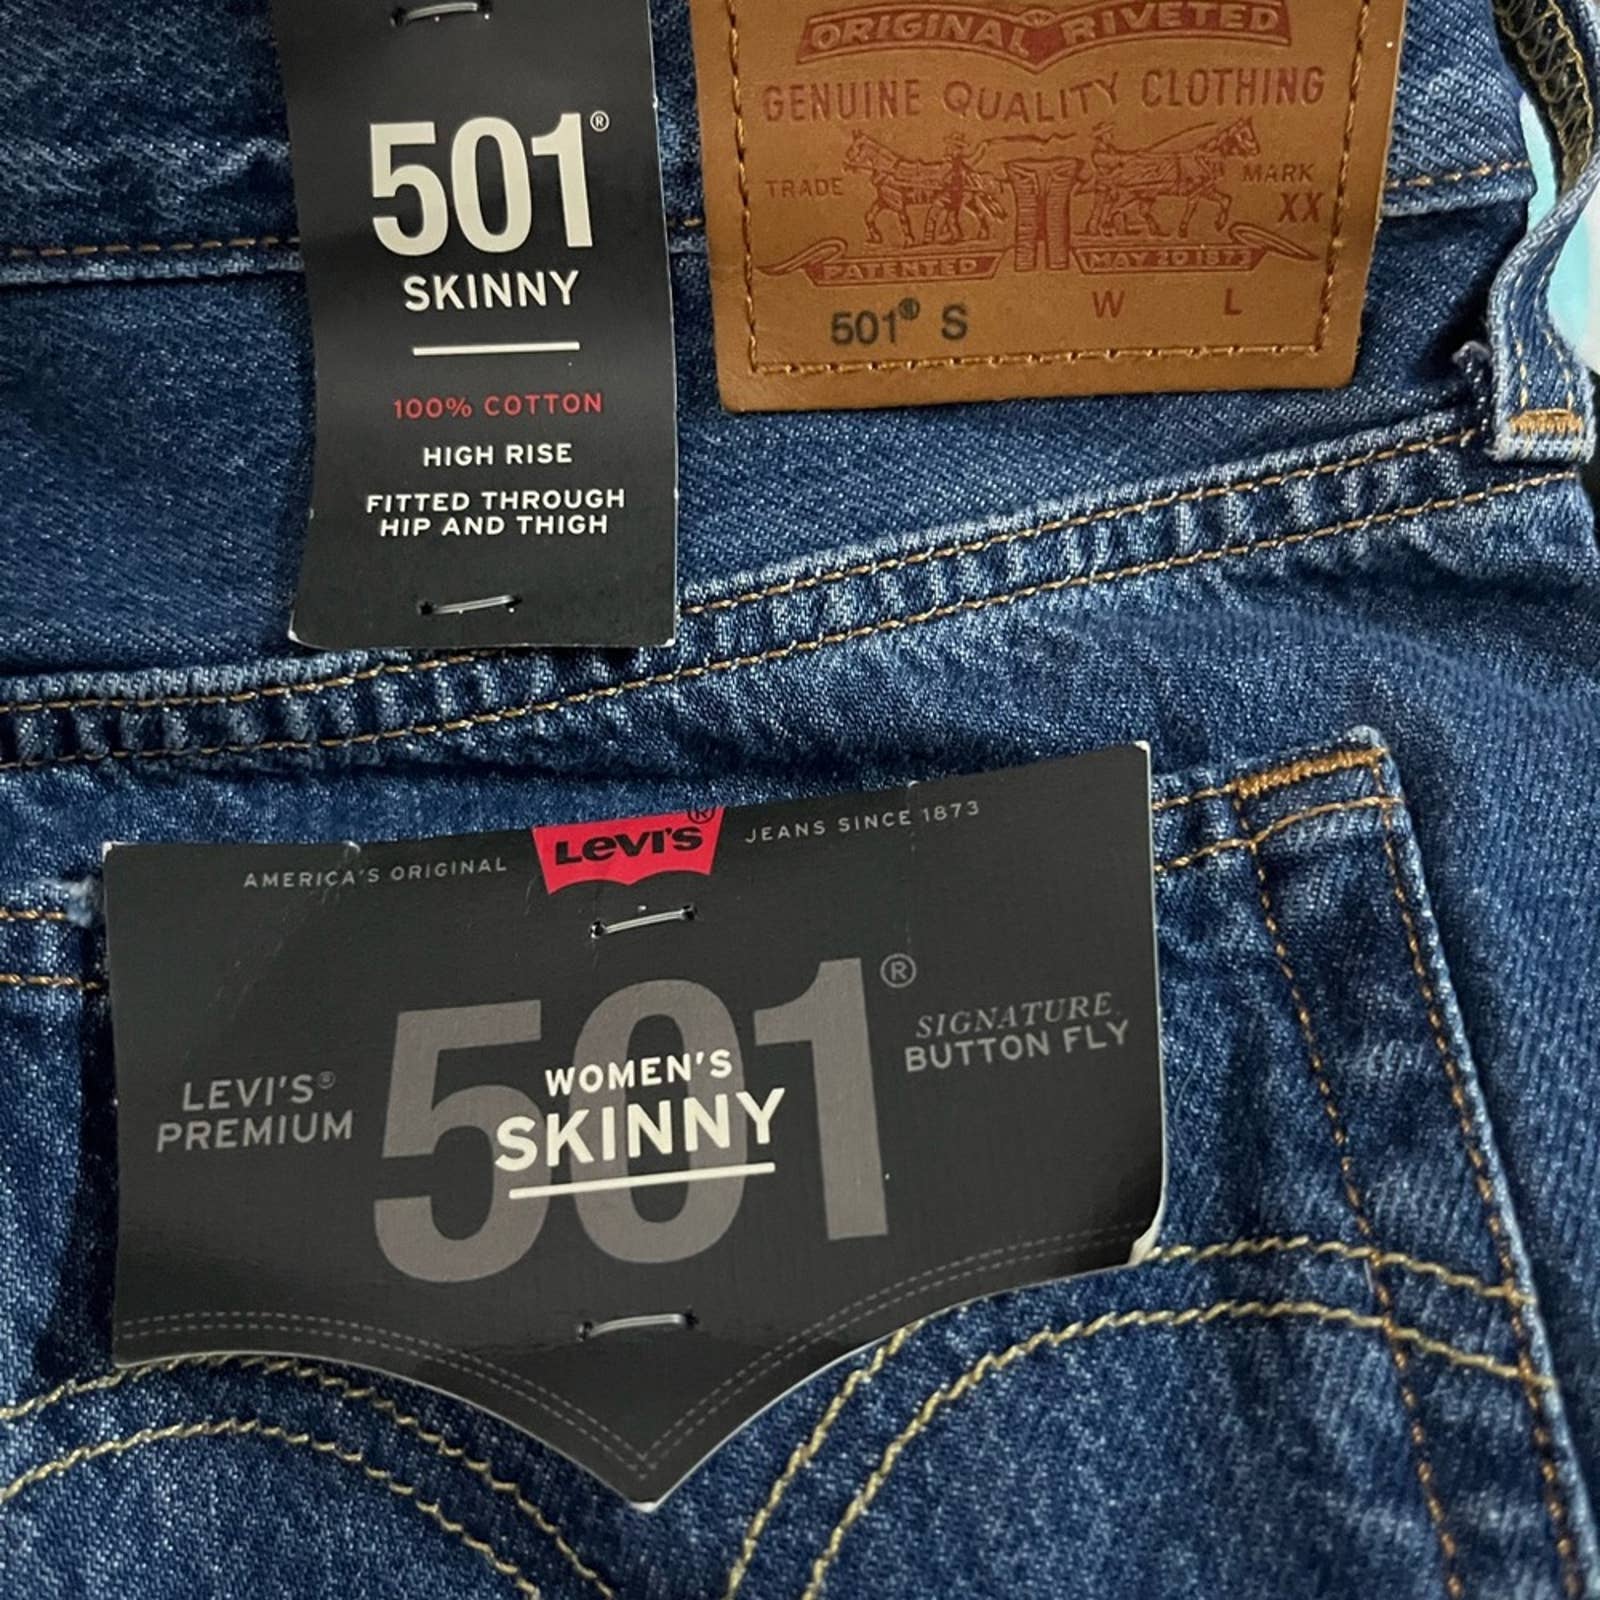 501®
SKINNY
100% COTTON
HIGH RISE
FITTED THROUGH
HIP AND THIGH
ORIGINAL RIVETED
GENUINE QUALITY CLOTHING
TRADE MARK
XX
PATENTED MAY 20 1873
W L
501® S
AMERICA'S ORIGINAL LEVI'S® JEANS SINCE 1873
501®
WOMEN'S
SKINNY
LEVI'S®
PREMIUM
SIGNATURE
BUTTON FLY